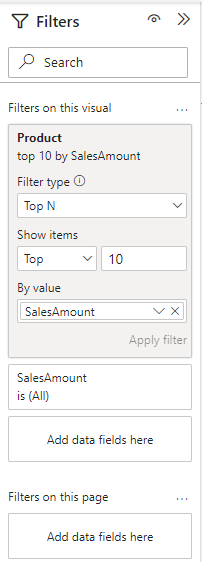 Filters
Search
Filters on this visual
Product
top 10 by SalesAmount
Filter type
Top N
Show items
Top 10
By value
SalesAmount
Apply filter
SalesAmount
is (All)
Add data fields here
Filters on this page
Add data fields here